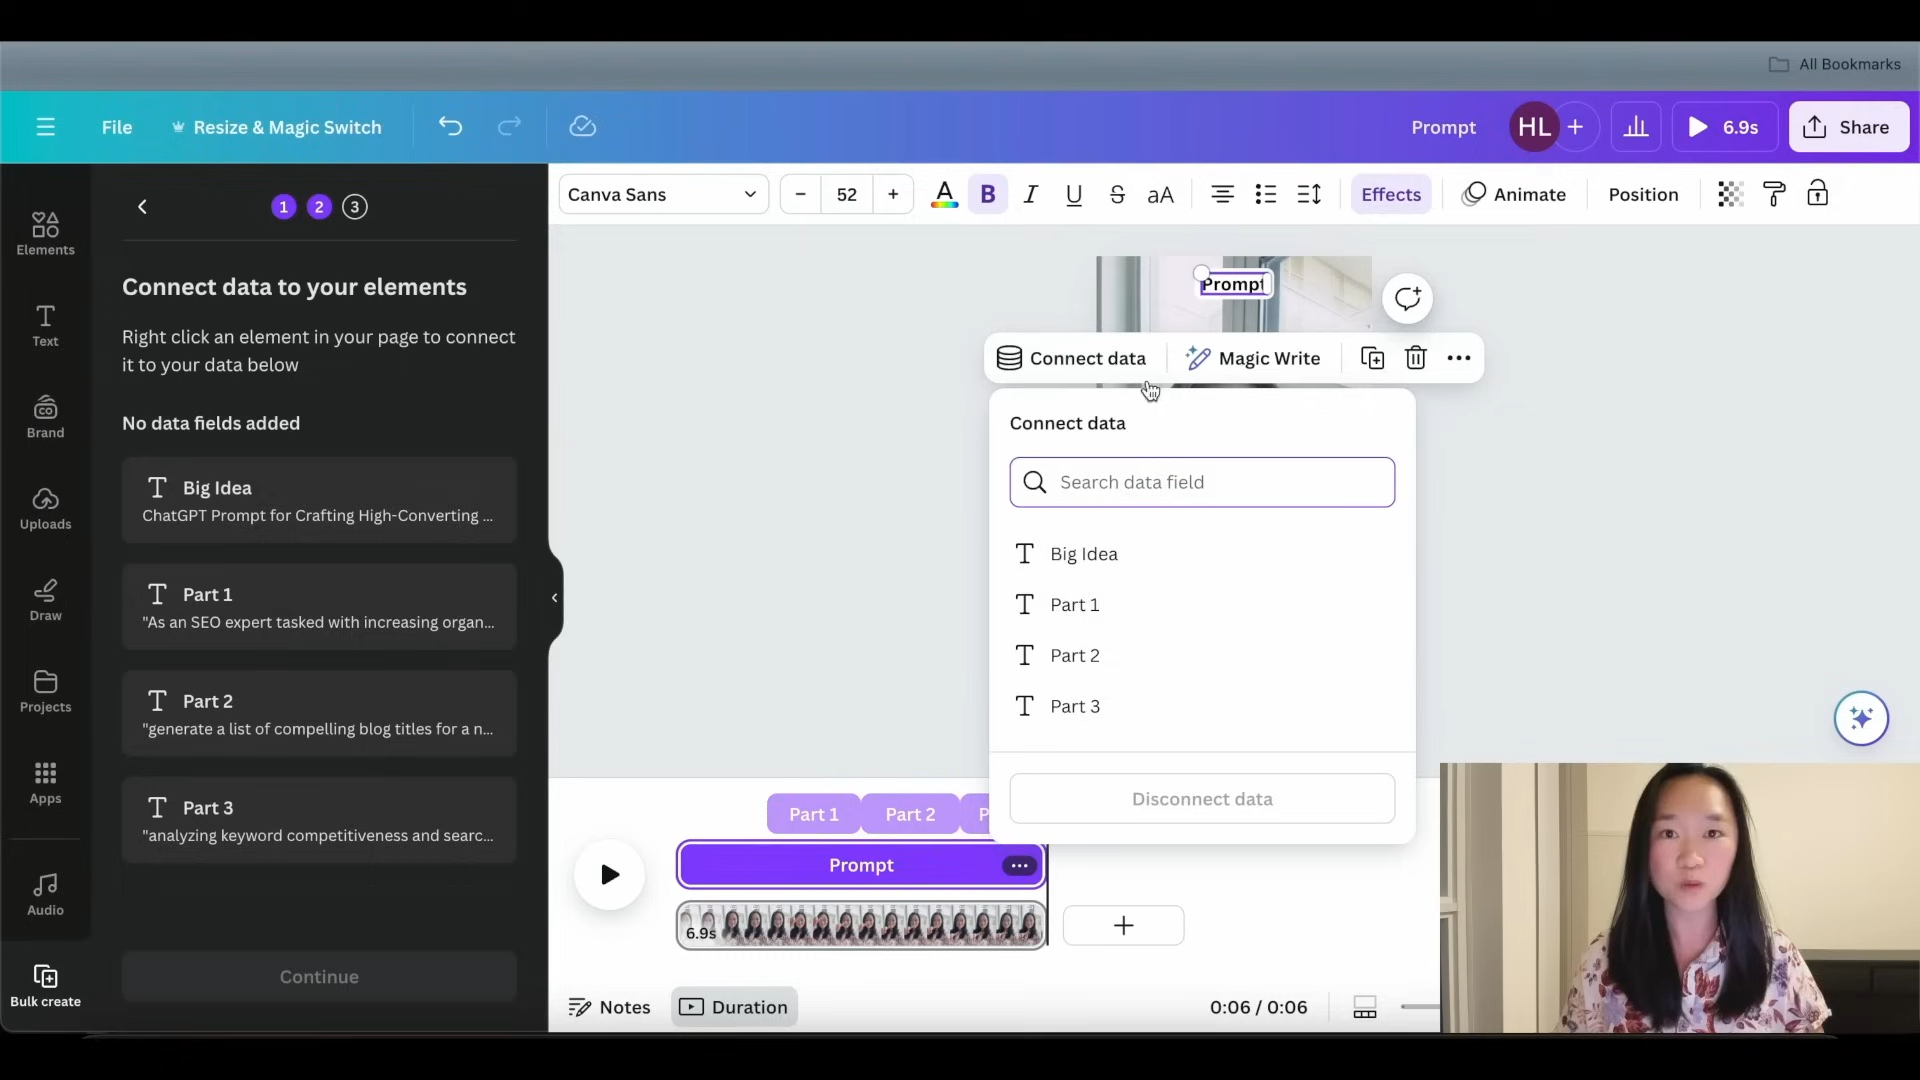 All Bookmarks
File
Resize & Magic Switch
Prompt
HL
+
6.9s
Share
Canva Sans
–
52
+
A
B
I
U
S
aA
Effects
Animate
Position
Elements
Text
Brand
Uploads
Draw
Projects
Apps
Audio
Bulk create
1
2
3
Connect data to your elements
Right click an element in your page to connect
it to your data below
No data fields added
Big Idea
ChatGPT Prompt for Crafting High-Converting ...
Part 1
"As an SEO expert tasked with increasing organ...
Part 2
"generate a list of compelling blog titles for a n...
Part 3
"analyzing keyword competitiveness and searc...
Continue
Prompt
Connect data
Magic Write
Connect data
Search data field
Big Idea
Part 1
Part 2
Part 3
Disconnect data
Part 1
Part 2
P
Prompt
6.9s
+
Notes
Duration
0:06 / 0:06